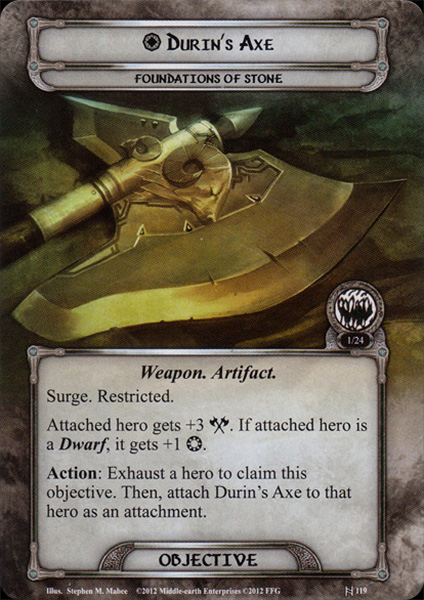 DURIN'S AXE
FOUNDATIONS OF STONE
1/24
Weapon. Artifact.
Surge. Restricted.
Attached hero gets +3 . If attached hero is
a Dwarf, it gets +1 .
Action: Exhaust a hero to claim this
objective. Then, attach Durin's Axe to that
hero as an attachment.
OBJECTIVE
Illus. Stephen M. Mabee ©2012 Middle-earth Enterprises ©2012 FFG 119